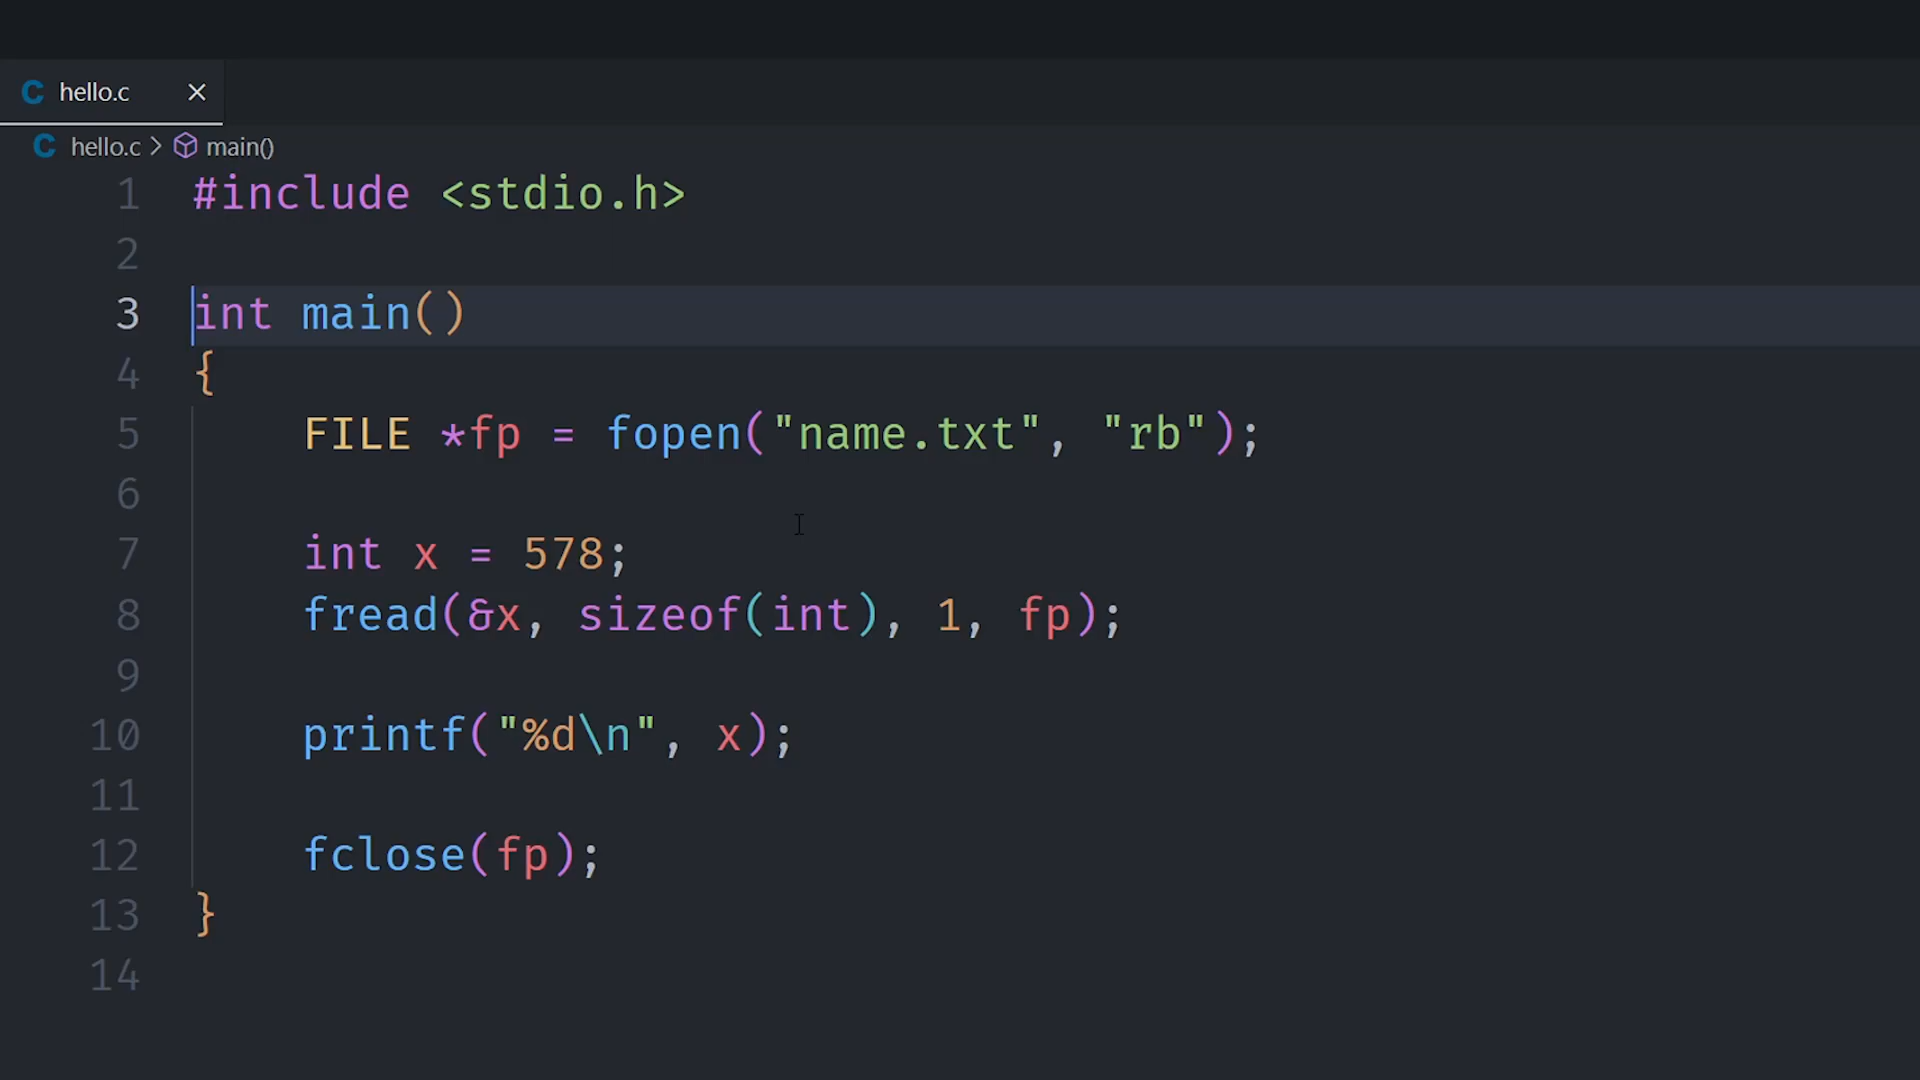 hello.c
hello.c > main()
1 #include <stdio.h>
2
3 int main()
4 {
5 FILE *fp = fopen("name.txt", "rb");
6
7 int x = 578;
8 fread(&x, sizeof(int), 1, fp);
9
10 printf("%d\n", x);
11
12 fclose(fp);
13 }
14